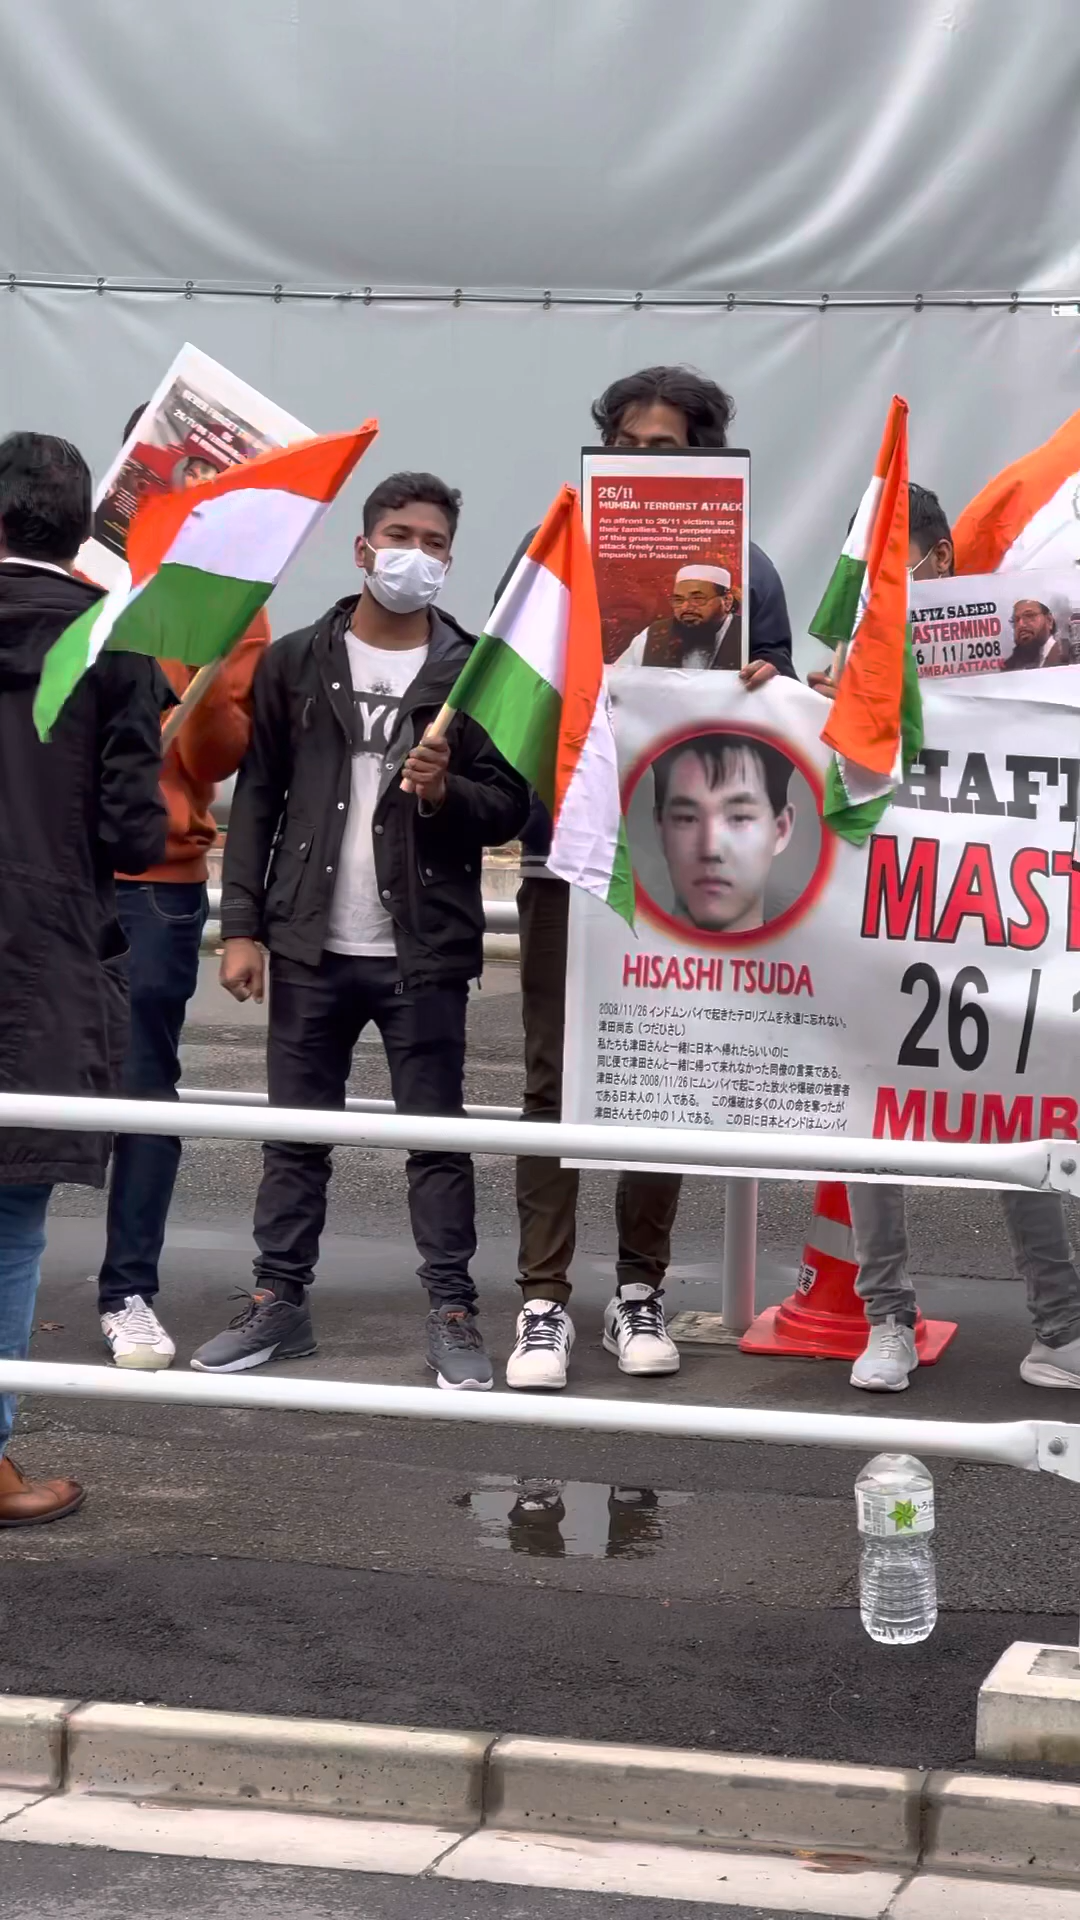 NEVER FORGET
26/11
MUMBAI TERRORIST ATTACK
An affront to 26/11 victims and
their families. The perpetrators
of this gruesome terrorist
attack freely roam with
impunity in Pakistan
AFIZ SAEED
ASTERMIND
6 / 11 / 2008
UMBAI ATTACK
HAFI
MAST
26 / 1
MUMB
HISASHI TSUDA
2008/11/26 インドムンバイで起きたテロリズムを永遠に忘れない。
津田尚志（つだひさし）
私たちも津田さんと一緒に日本へ帰れたらいいのに
同じ便で津田さんと一緒に帰って来れなかった同僚の言葉である。
津田さんは 2008/11/26 にムンバイで起こった放火や爆破の被害者
である日本人の 1 人である。 この爆破は多くの人の命を奪ったが
津田さんもその中の 1 人である。 この日に日本とインドはムンバイ